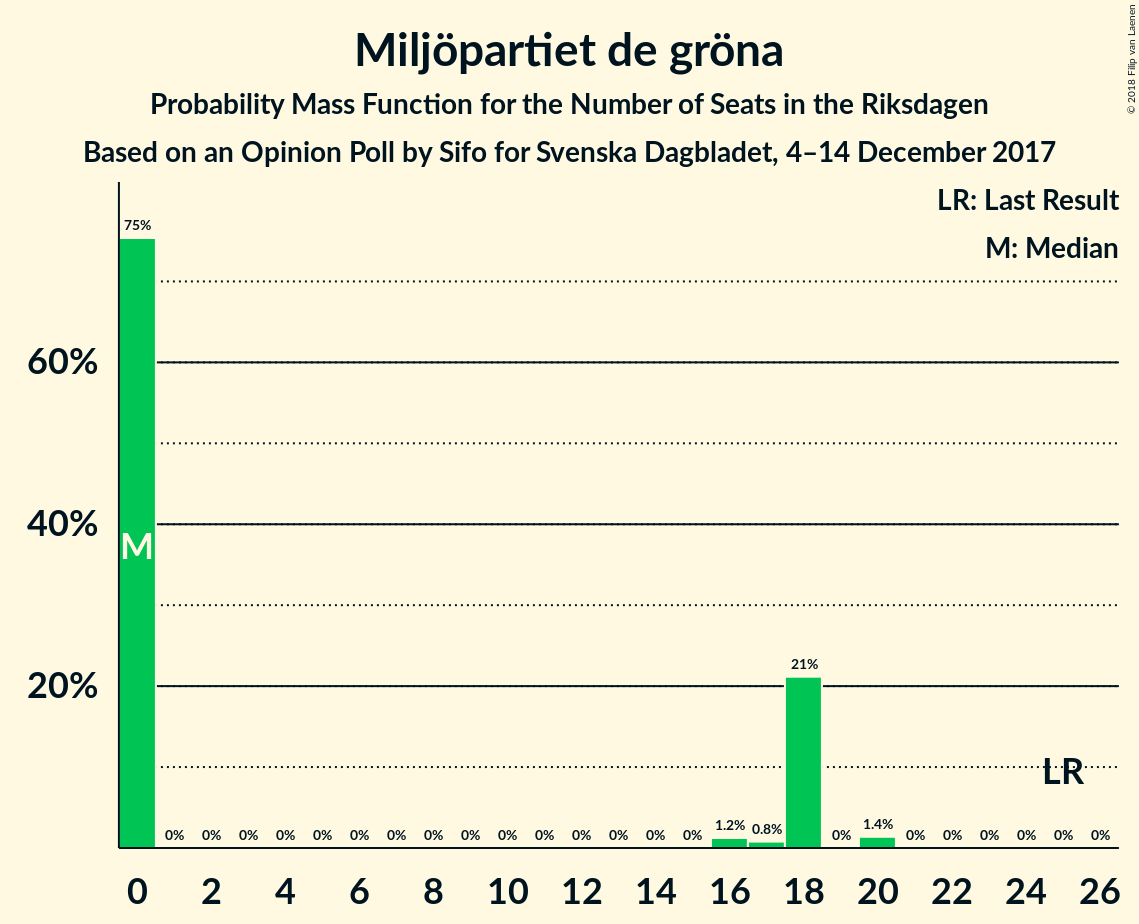 Miljöpartiet de gröna
Probability Mass Function for the Number of Seats in the Riksdagen
Based on an Opinion Poll by Sifo for Svenska Dagbladet, 4–14 December 2017
© 2018 Filip van Laenen
LR: Last Result
M: Median
75%
60%
40%
M
21%
20%
LR
0% 0% 0% 0% 0% 0% 0% 0% 0% 0% 0% 0% 0% 0% 0% 1.2% 0.8% 0% 1.4% 0% 0% 0% 0% 0% 0%
0 2 4 6 8 10 12 14 16 18 20 22 24 26